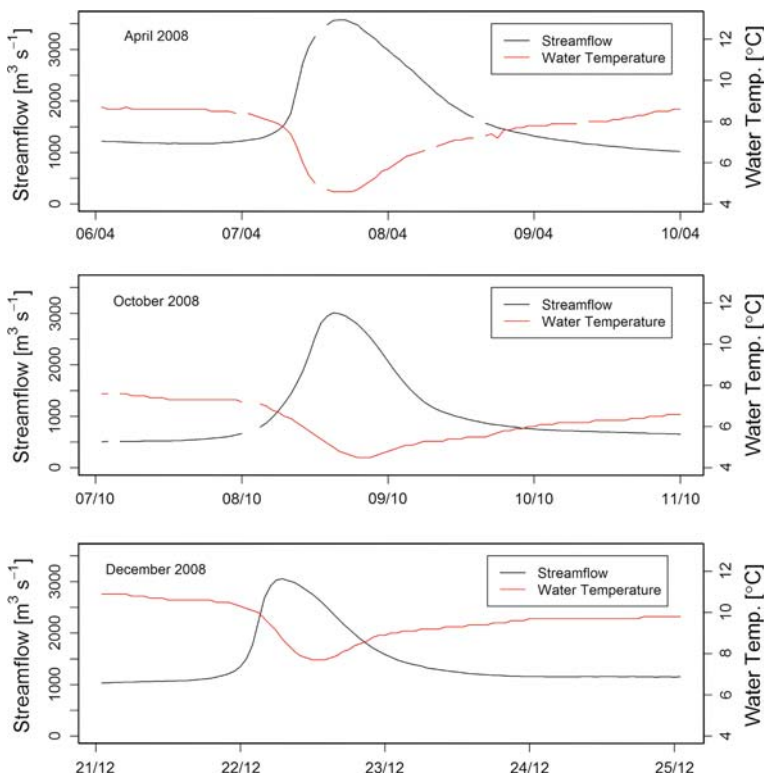 April 2008
Streamflow
Water Temperature
Streamflow [m³ s⁻¹]
3000
2000
1000
0
12
10
8
6
4
Water Temp. [°C]
06/04 07/04 08/04 09/04 10/04
October 2008
Streamflow
Water Temperature
Streamflow [m³ s⁻¹]
3000
2000
1000
0
12
10
8
6
4
Water Temp. [°C]
07/10 08/10 09/10 10/10 11/10
December 2008
Streamflow
Water Temperature
Streamflow [m³ s⁻¹]
3000
2000
1000
0
12
10
8
6
4
Water Temp. [°C]
21/12 22/12 23/12 24/12 25/12